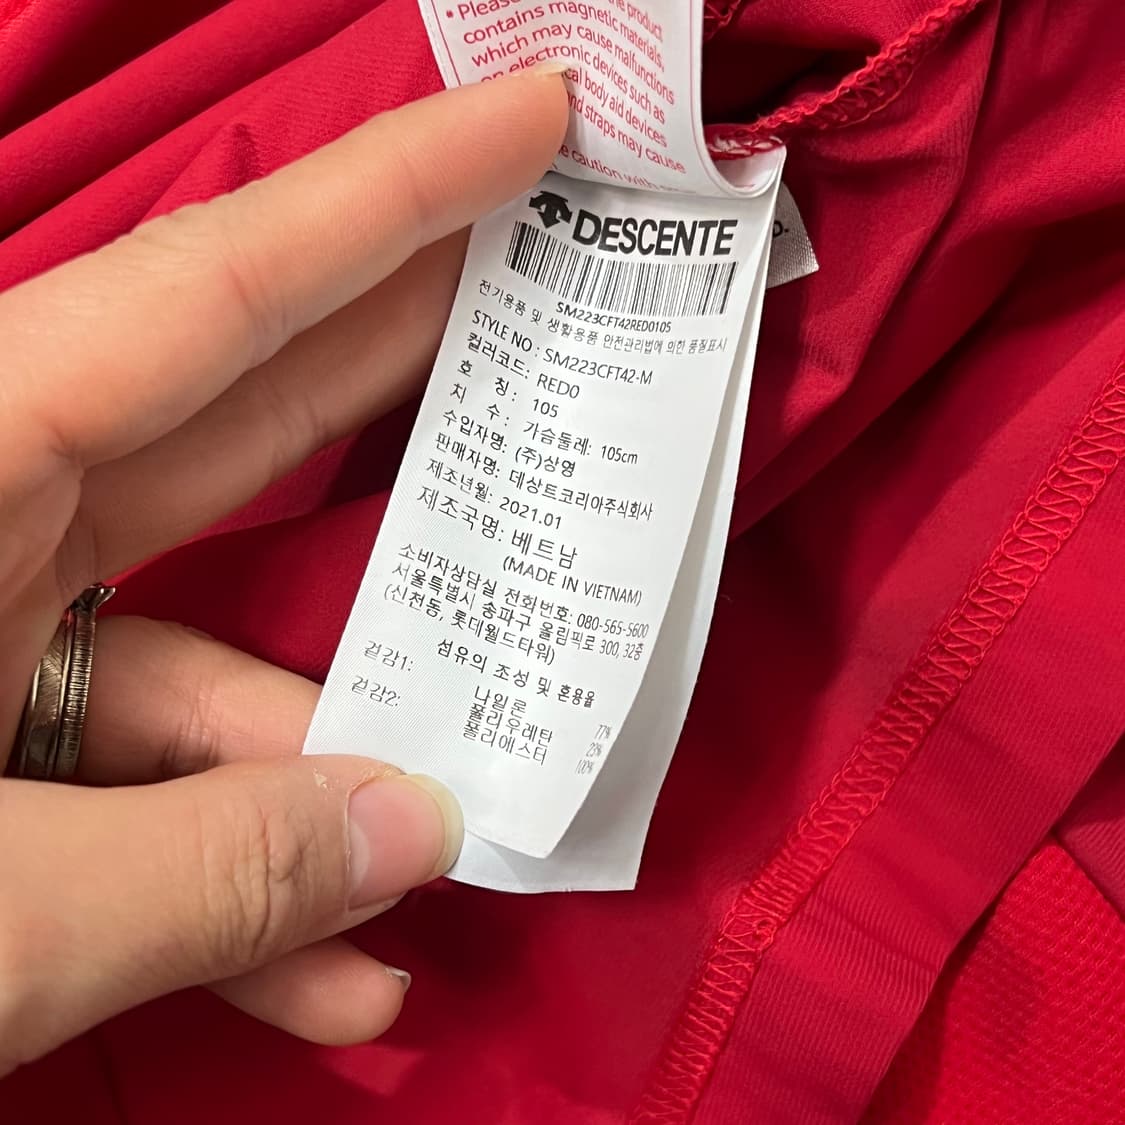 • Please the product
contains magnetic materials,
which may cause malfunctions
on electronic devices such as
cal body aid devices
nd straps may cause
e caution with
DESCENTE
SM223CFT42RED0105
전기용품 및 생활용품 안전관리법에 의한 품질표시
STYLE NO : SM223CFT42-M
컬러코드: RED0
호 칭: 105
치 수: 가슴둘레: 105cm
수입자명: (주)상영
판매자명: 데상트코리아주식회사
제조년월: 2021.01
제조국명: 베트남
(MADE IN VIETNAM)
소비자상담실 전화번호: 080-565-5600
서울특별시 송파구 올림픽로 300, 32층
(신천동, 롯데월드타워)
섬유의 조성 및 혼용율
겉감1: 나일론 77%
폴리우레탄 23%
겉감2: 폴리에스터 100%